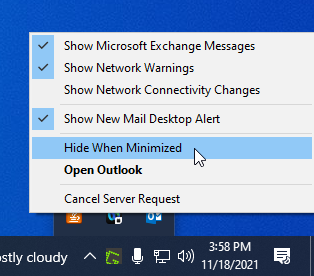 Show Microsoft Exchange Messages
Show Network Warnings
Show Network Connectivity Changes
Show New Mail Desktop Alert
Hide When Minimized
Open Outlook
Cancel Server Request
stly cloudy
3:58 PM
11/18/2021